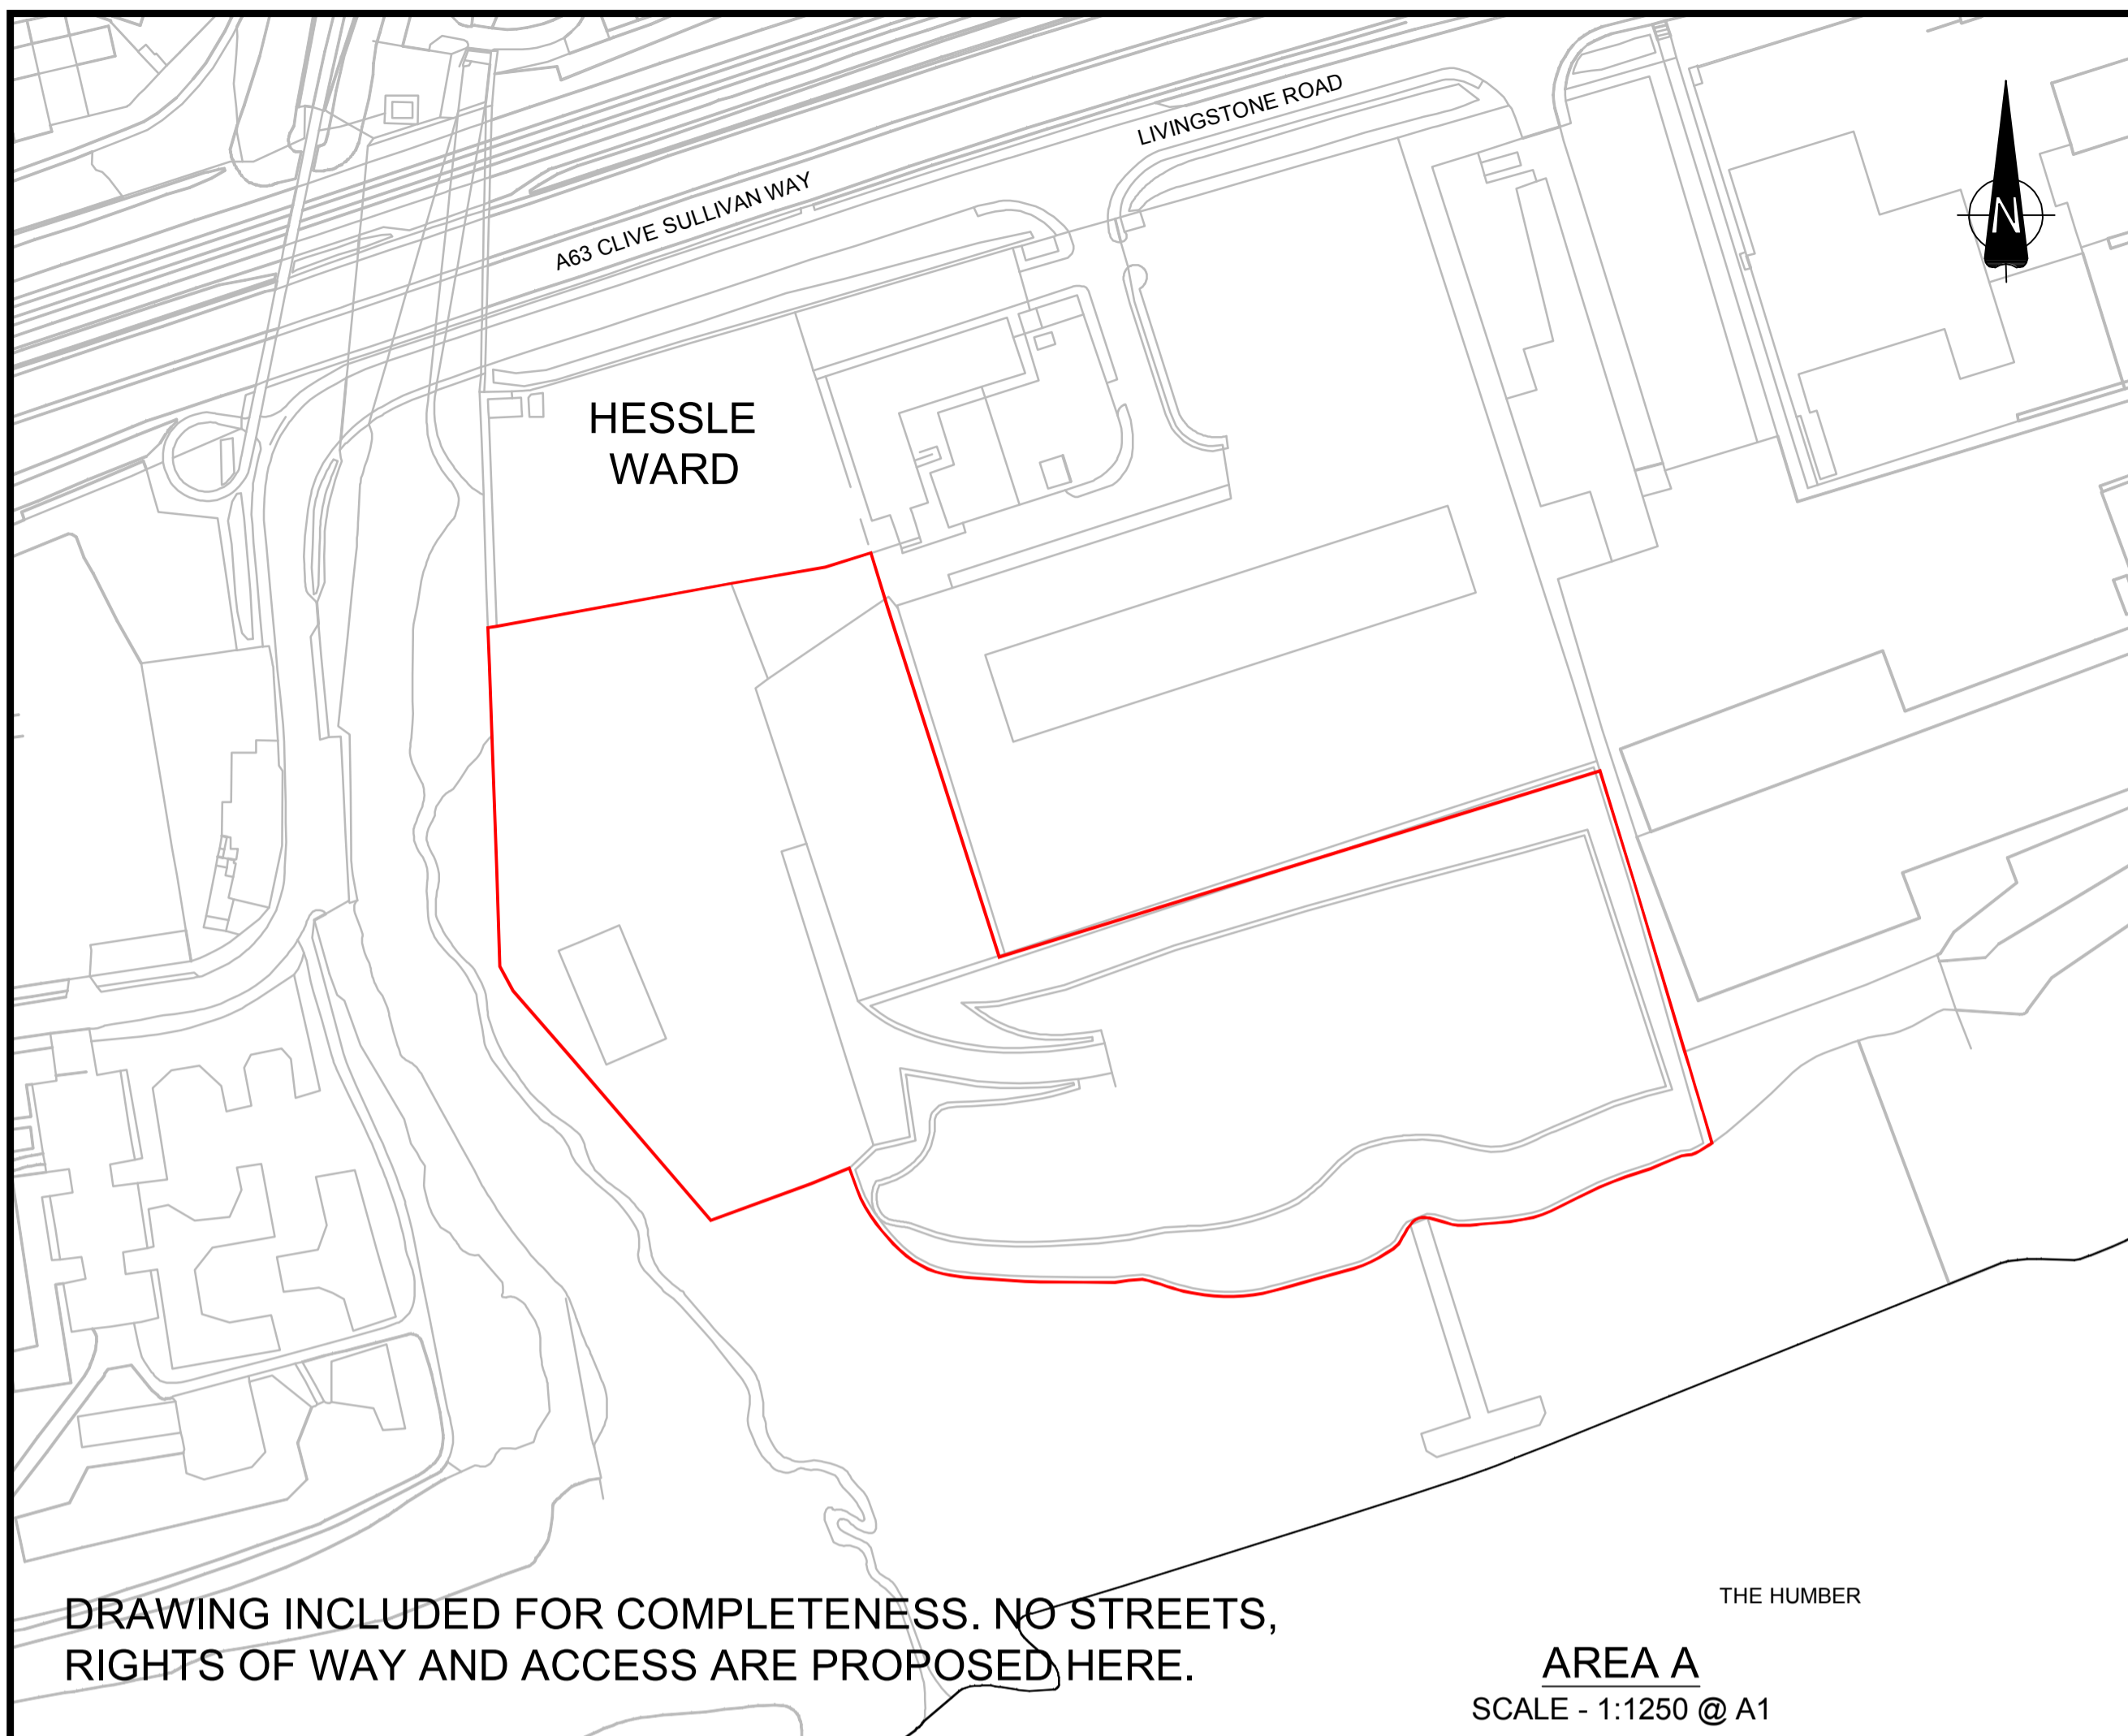 LIVINGSTONE ROAD
A63 CLIVE SULLIVAN WAY
N
HESSLE
WARD
THE HUMBER
DRAWING INCLUDED FOR COMPLETENESS. NO STREETS,
RIGHTS OF WAY AND ACCESS ARE PROPOSED HERE.
AREA A
SCALE - 1:1250 @ A1